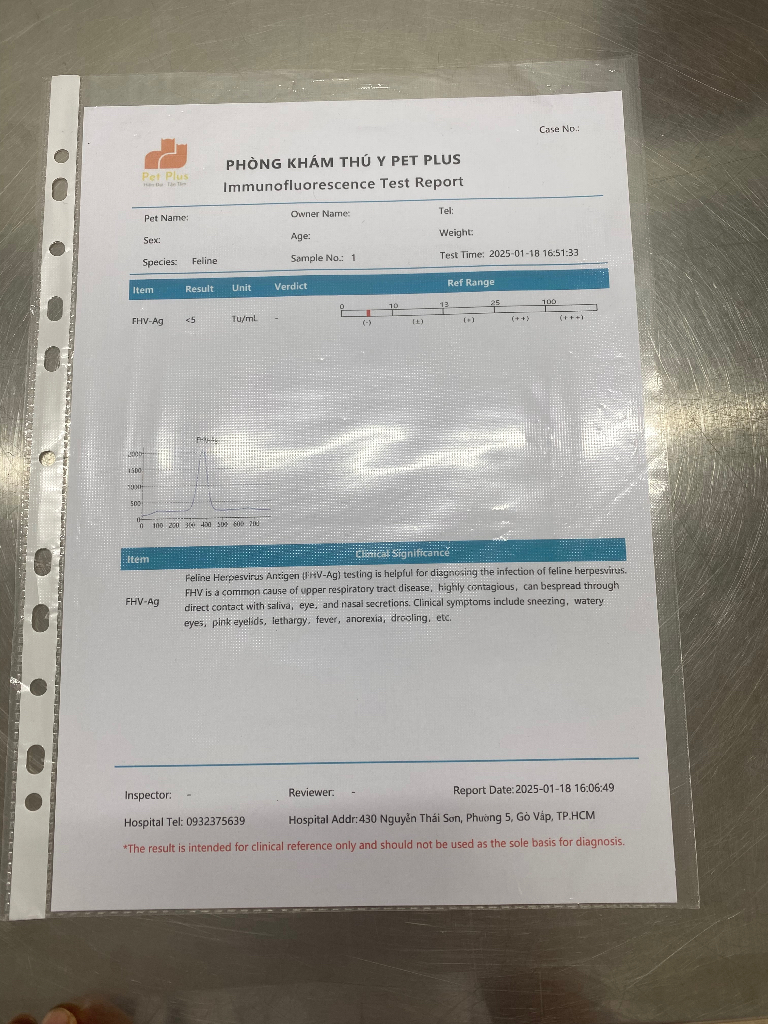 Case No.:
Pet Plus
PHÒNG KHÁM THÚ Y PET PLUS
Immunofluorescence Test Report
Pet Name: Owner Name: Tel:
Sex: Age: Weight:
Species: Feline Sample No.: 1 Test Time: 2025-01-18 16:51:33
Item Result Unit Verdict Ref Range
0 10 13 25 100
FHV-Ag <5 Tu/mL -
(-) (±) (+) (++) (+++)
2000
1500
1000
500
0
0 100 200 300 400 500 600 700
Item Clinical Significance
FHV-Ag
Feline Herpesvirus Antigen (FHV-Ag) testing is helpful for diagnosing the infection of feline herpesvirus.
FHV is a common cause of upper respiratory tract disease, highly contagious, can bespread through
direct contact with saliva, eye, and nasal secretions. Clinical symptoms include sneezing, watery
eyes, pink eyelids, lethargy, fever, anorexia, drooling, etc.
Inspector: - Reviewer: - Report Date:2025-01-18 16:06:49
Hospital Tel: 0932375639 Hospital Addr:430 Nguyễn Thái Sơn, Phường 5, Gò Vấp, TP.HCM
*The result is intended for clinical reference only and should not be used as the sole basis for diagnosis.